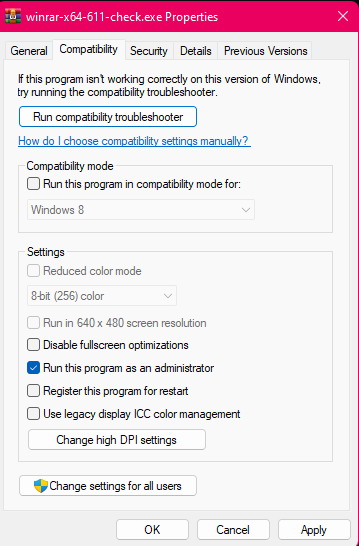 winrar-x64-611-check.exe Properties
General Compatibility Security Details Previous Versions
If this program isn't working correctly on this version of Windows,
try running the compatibility troubleshooter.
Run compatibility troubleshooter
How do I choose compatibility settings manually?
Compatibility mode
Run this program in compatibility mode for:
Windows 8
Settings
Reduced color mode
8-bit (256) color
Run in 640 x 480 screen resolution
Disable fullscreen optimizations
Run this program as an administrator
Register this program for restart
Use legacy display ICC color management
Change high DPI settings
Change settings for all users
OK Cancel Apply